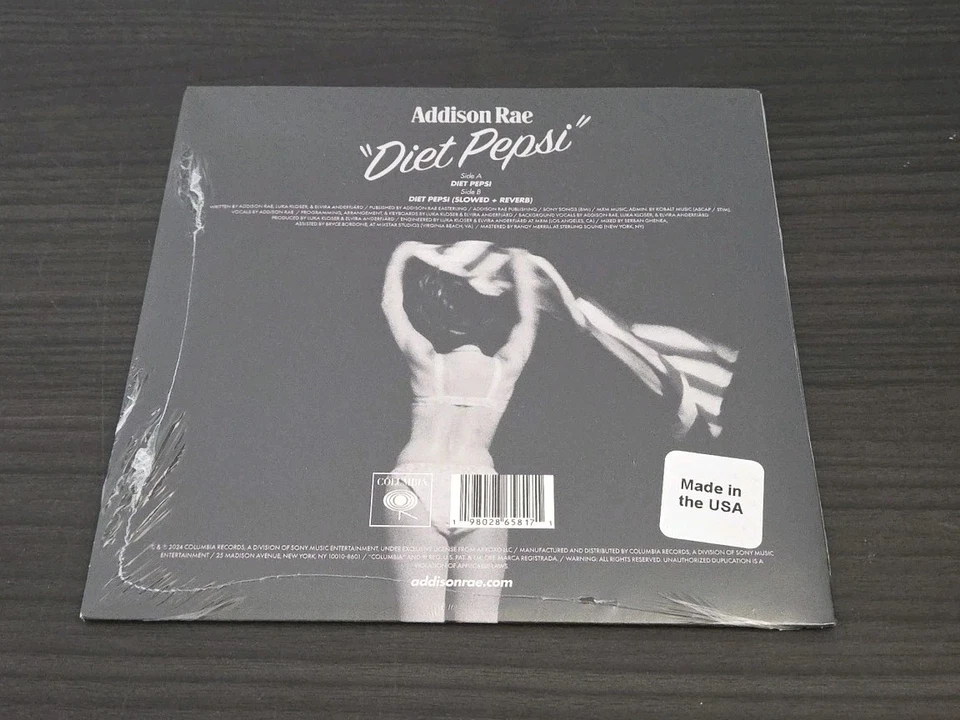 Addison Rae
"Diet Pepsi"
Side A
DIET PEPSI
Side B
DIET PEPSI (SLOWED + REVERB)
WRITTEN BY ADDISON RAE, LUKA KLOSER, & ELVIRA ANDERFJÄRD / PUBLISHED BY ADDISON RAE EASTERLING / ADDISON RAE PUBLISHING / SONY SONGS (BMI), / MXM MUSIC, ADMIN. BY KOBALT MUSIC (ASCAP / STIM),
VOCALS BY ADDISON RAE / PROGRAMMING, ARRANGEMENT, & KEYBOARDS BY LUKA KLOSER & ELVIRA ANDERFJÄRD / BACKGROUND VOCALS BY ADDISON RAE, LUKA KLOSER, & ELVIRA ANDERFJÄRD
PRODUCED BY LUKA KLOSER & ELVIRA ANDERFJÄRD / ENGINEERED BY LUKA KLOSER & ELVIRA ANDERFJÄRD AT MXM (LOS ANGELES, CA) / MIXED BY SERBAN GHENEA,
ASSISTED BY BRYCE BORDONE, AT MIXSTAR STUDIOS (VIRGINIA BEACH, VA) / MASTERED BY RANDY MERRILL AT STERLING SOUND (NEW YORK, NY)
COLUMBIA
1 98028 65817 1
Made in
the USA
& ℗ 2024 COLUMBIA RECORDS, A DIVISION OF SONY MUSIC ENTERTAINMENT, UNDER EXCLUSIVE LICENSE FROM LLC / MANUFACTURED AND DISTRIBUTED BY COLUMBIA RECORDS, A DIVISION OF SONY MUSIC
ENTERTAINMENT / 25 MADISON AVENUE, NEW YORK, NY 10010-8601 / "COLUMBIA" AND REG. U.S. PAT. & TM. OFF. MARCA REGISTRADA. / WARNING: ALL RIGHTS RESERVED. UNAUTHORIZED DUPLICATION IS A
VIOLATION OF APPLICABLE LAWS.
addisonrae.com